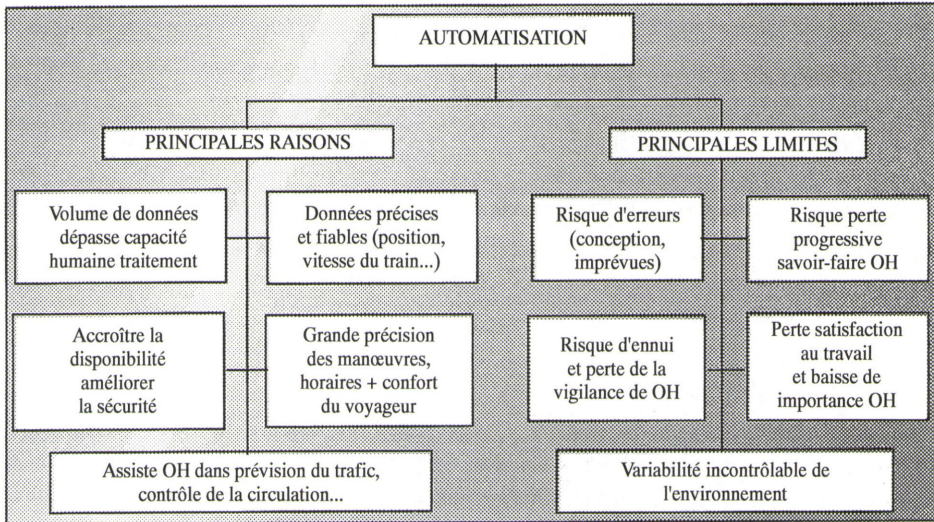 AUTOMATISATION
PRINCIPALES RAISONS
PRINCIPALES LIMITES
Volume de données
dépasse capacité
humaine traitement
Données précises
et fiables (position,
vitesse du train...)
Risque d'erreurs
(conception,
imprévues)
Risque perte
progressive
savoir-faire OH
Accroître la
disponibilité
améliorer
la sécurité
Grande précision
des manœuvres,
horaires + confort
du voyageur
Risque d'ennui
et perte de la
vigilance de OH
Perte satisfaction
au travail
et baisse de
importance OH
Assiste OH dans prévision du trafic,
contrôle de la circulation...
Variabilité incontrôlable de
l'environnement